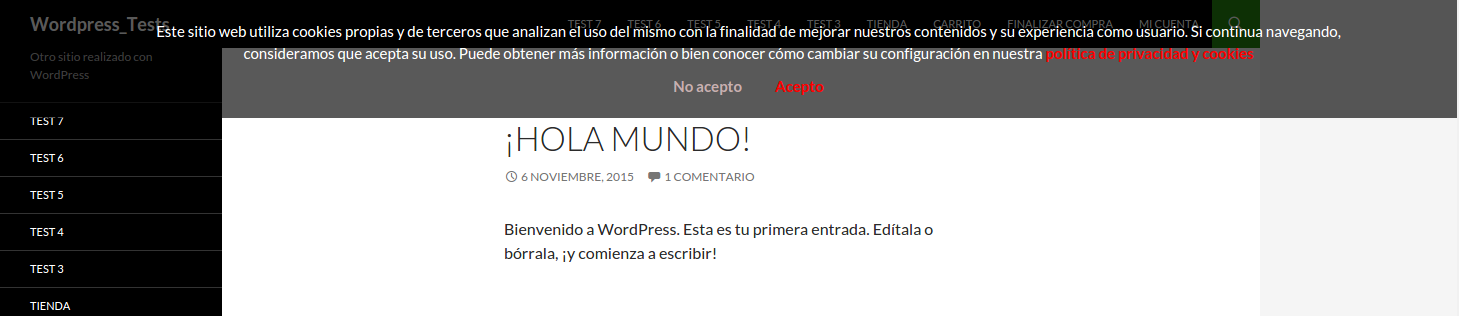 Wordpress_Tests
TEST 7 TEST 6 TEST 5 TEST 4 TEST 3 TIENDA CARRITO FINALIZAR COMPRA MI CUENTA
Este sitio web utiliza cookies propias y de terceros que analizan el uso del mismo con la finalidad de mejorar nuestros contenidos y su experiencia como usuario. Si continua navegando,
consideramos que acepta su uso. Puede obtener más información o bien conocer cómo cambiar su configuración en nuestra política de privacidad y cookies
No acepto Acepto
Otro sitio realizado con
WordPress
TEST 7
TEST 6
TEST 5
TEST 4
TEST 3
TIENDA
¡HOLA MUNDO!
6 NOVIEMBRE, 2015 1 COMENTARIO
Bienvenido a WordPress. Esta es tu primera entrada. Edítala o
bórrala, ¡y comienza a escribir!